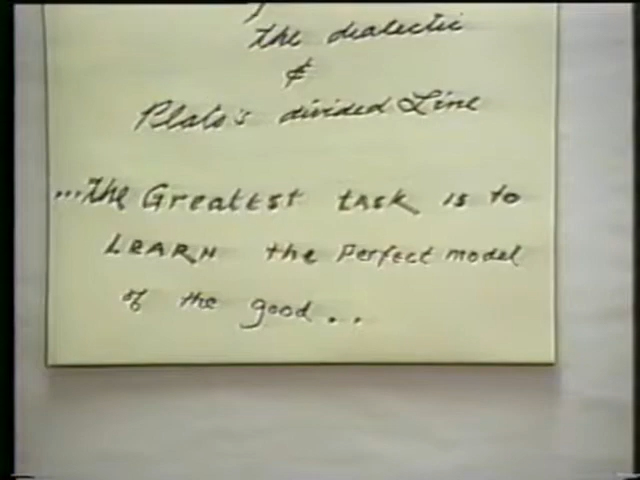 the dialectic
&
Plato's divided Line
...the Greatest task is to
LEARN the Perfect model
of the good...